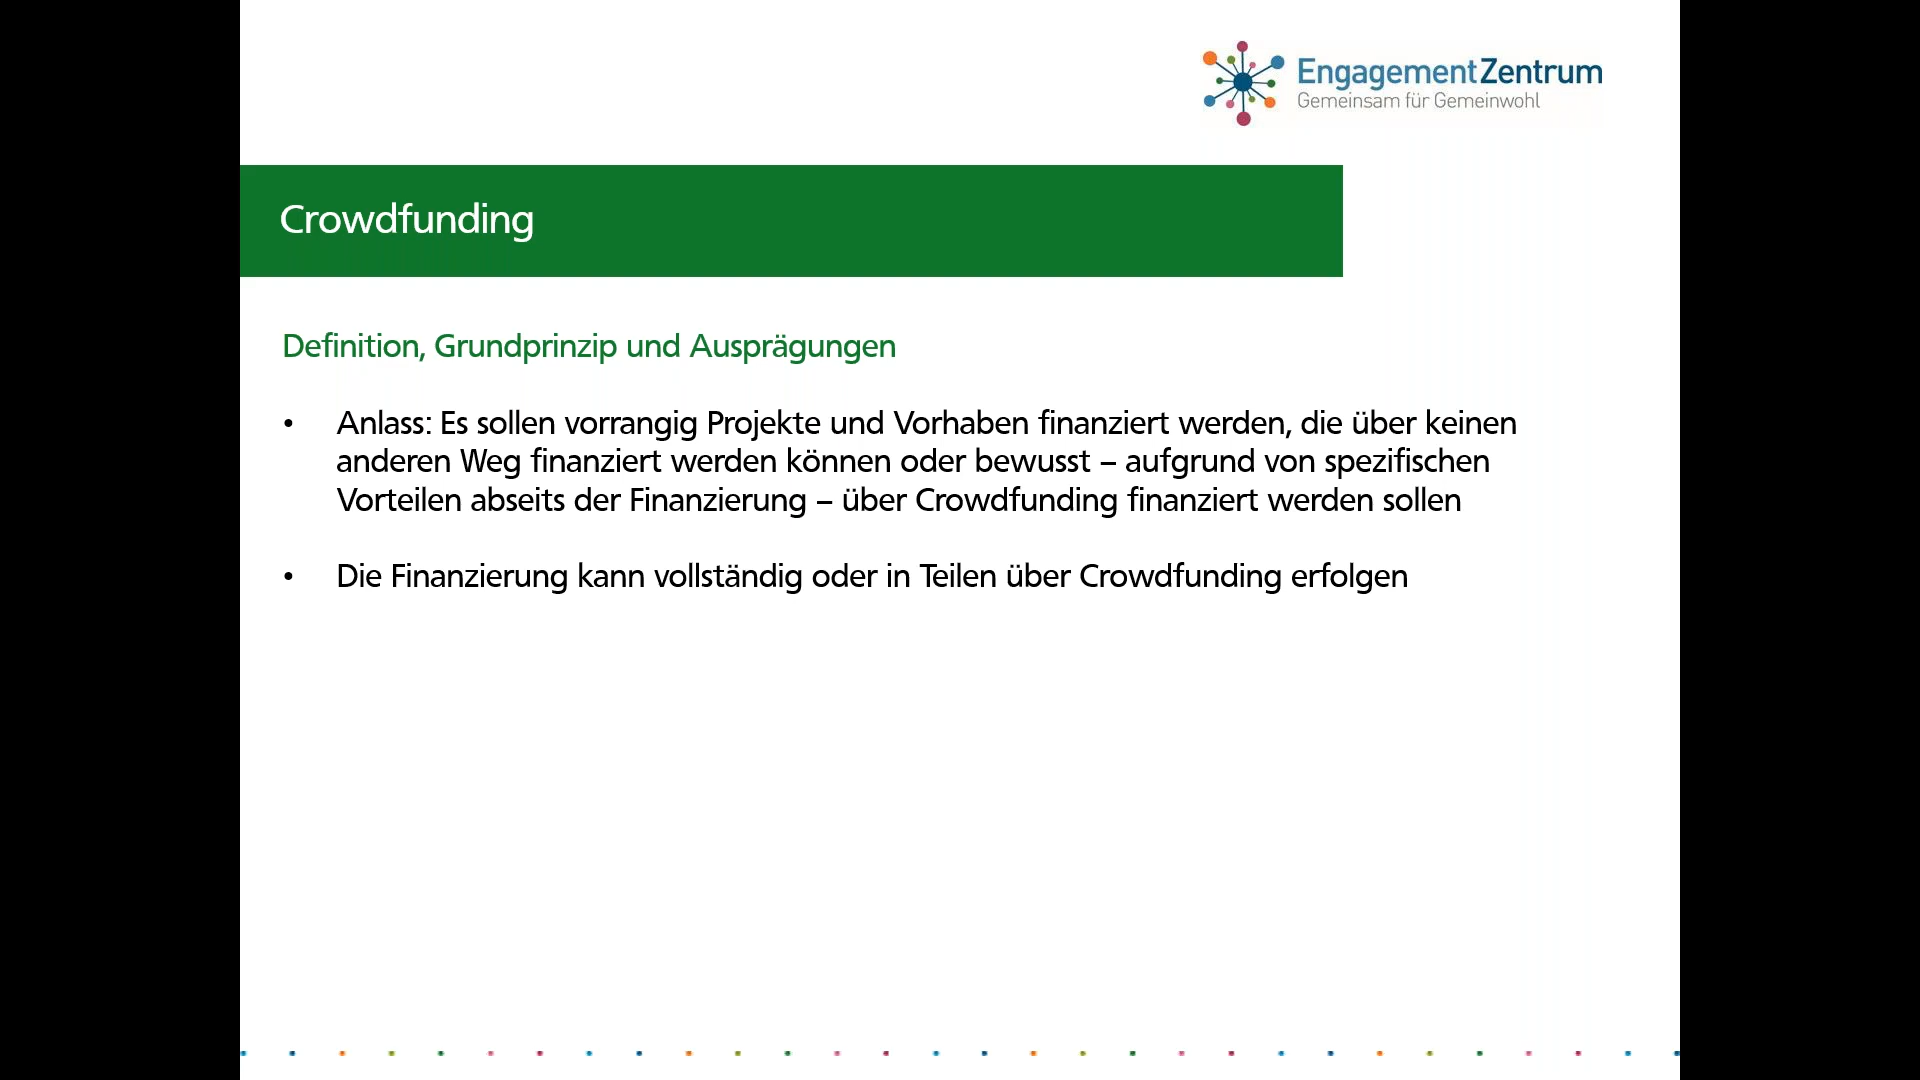 EngagementZentrum
Gemeinsam für Gemeinwohl
Crowdfunding
Definition, Grundprinzip und Ausprägungen
• Anlass: Es sollen vorrangig Projekte und Vorhaben finanziert werden, die über keinen
anderen Weg finanziert werden können oder bewusst – aufgrund von spezifischen
Vorteilen abseits der Finanzierung – über Crowdfunding finanziert werden sollen
• Die Finanzierung kann vollständig oder in Teilen über Crowdfunding erfolgen